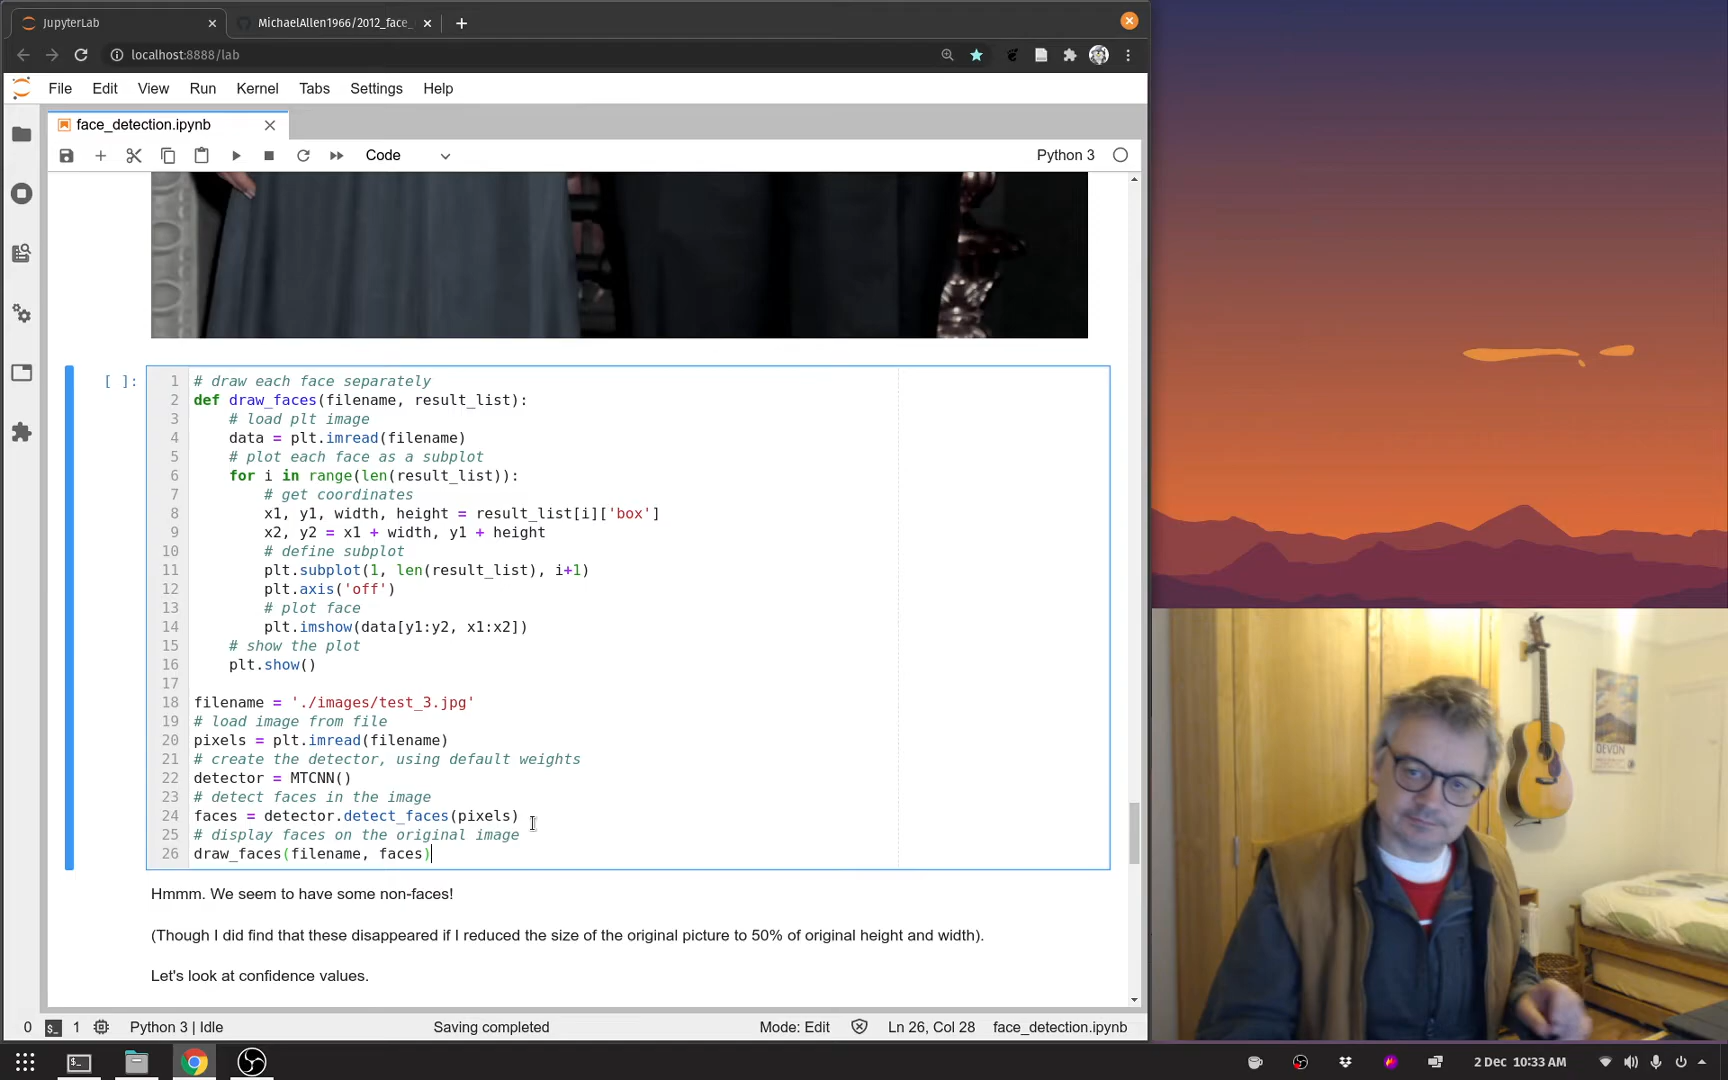 JupyterLab
MichaelAllen1966/2012_face_
localhost:8888/lab
File Edit View Run Kernel Tabs Settings Help
face_detection.ipynb
Code
Python 3
[ ]:
1 # draw each face separately
2 def draw_faces(filename, result_list):
3     # load plt image
4     data = plt.imread(filename)
5     # plot each face as a subplot
6     for i in range(len(result_list)):
7         # get coordinates
8         x1, y1, width, height = result_list[i]['box']
9         x2, y2 = x1 + width, y1 + height
10         # define subplot
11         plt.subplot(1, len(result_list), i+1)
12         plt.axis('off')
13         # plot face
14         plt.imshow(data[y1:y2, x1:x2])
15     # show the plot
16     plt.show()
17
18 filename = './images/test_3.jpg'
19 # load image from file
20 pixels = plt.imread(filename)
21 # create the detector, using default weights
22 detector = MTCNN()
23 # detect faces in the image
24 faces = detector.detect_faces(pixels)
25 # display faces on the original image
26 draw_faces(filename, faces)
Hmmm. We seem to have some non-faces!
(Though I did find that these disappeared if I reduced the size of the original picture to 50% of original height and width).
Let's look at confidence values.
DEVON
0 $_ 1 Python 3 | Idle Saving completed Mode: Edit Ln 26, Col 28 face_detection.ipynb
2 Dec 10:33 AM